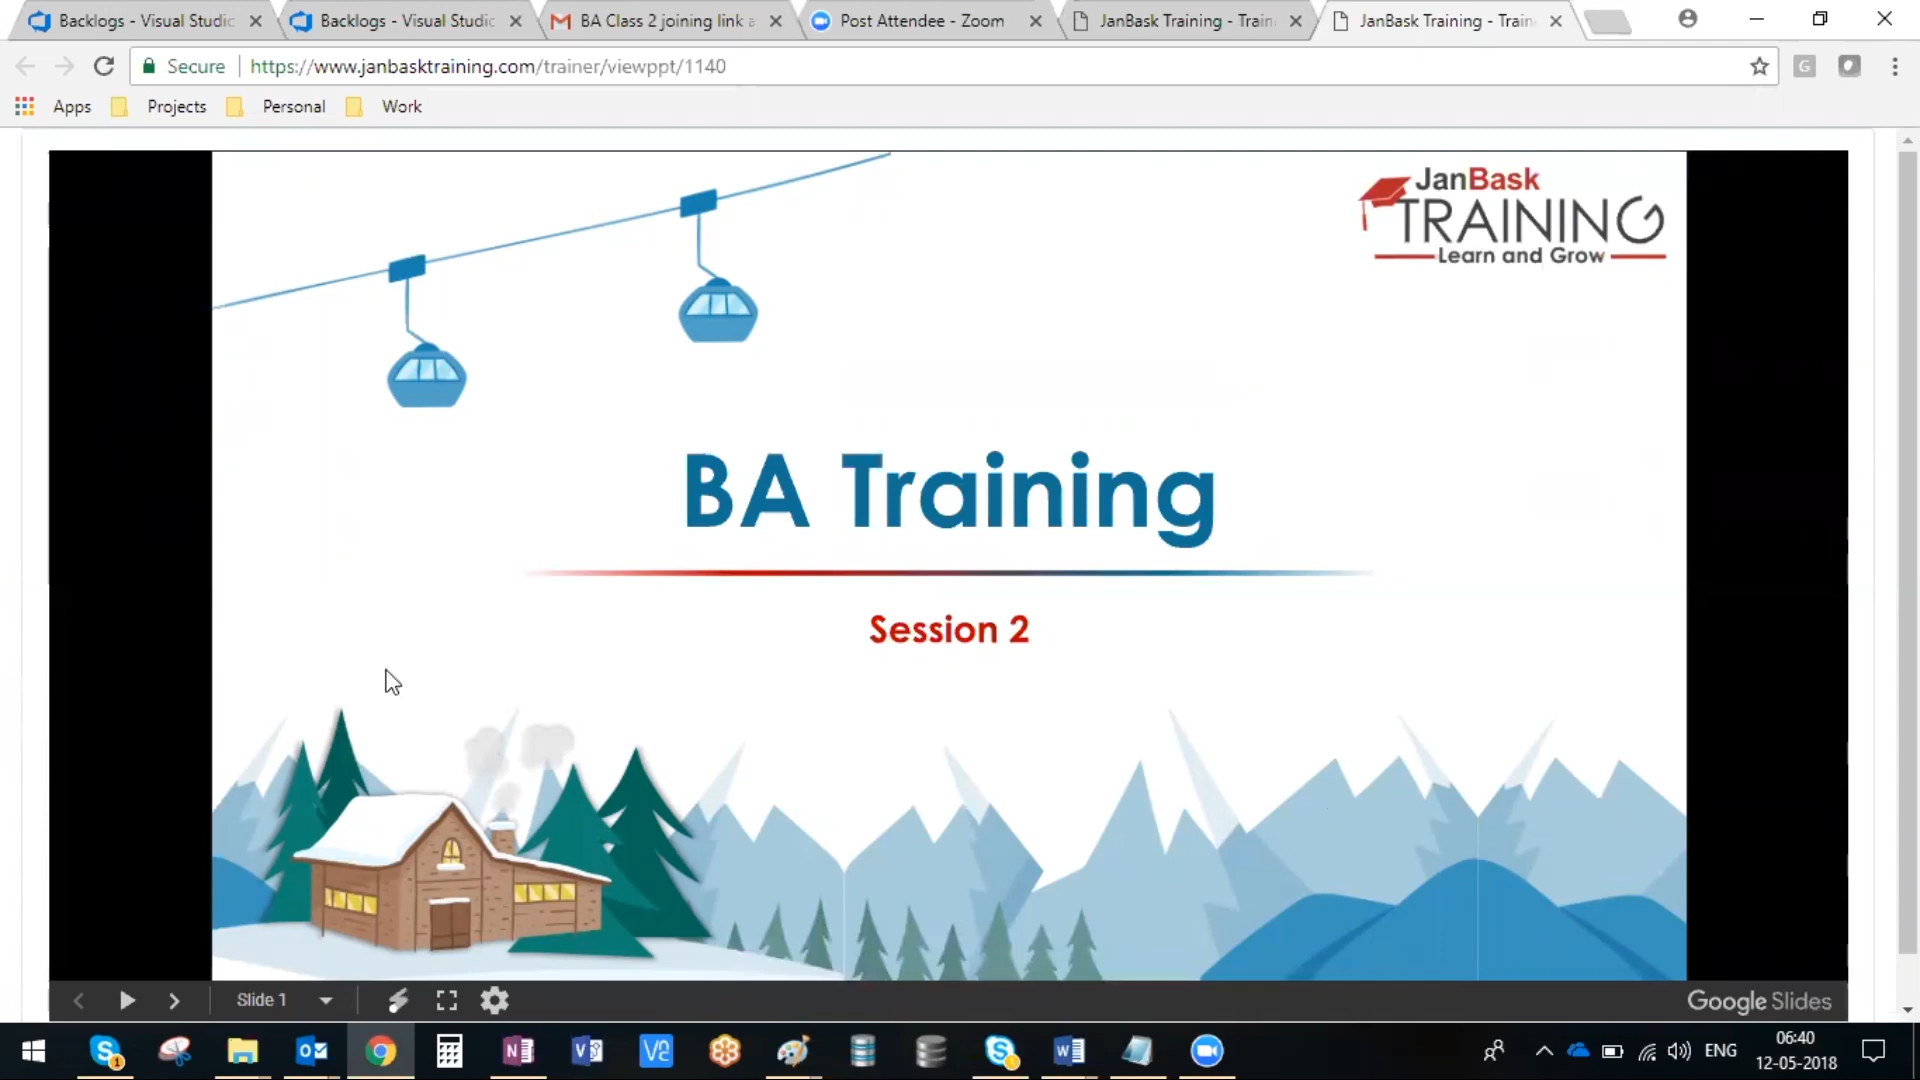 Backlogs - Visual Studic
Backlogs - Visual Studic
BA Class 2 joining link a
Post Attendee - Zoom
JanBask Training - Train
JanBask Training - Train
Secure
https://www.janbasktraining.com/trainer/viewppt/1140
Apps
Projects
Personal
Work
JanBask
TRAINING
Learn and Grow
BA Training
Session 2
Slide 1
Google Slides
ENG
06:40
12-05-2018